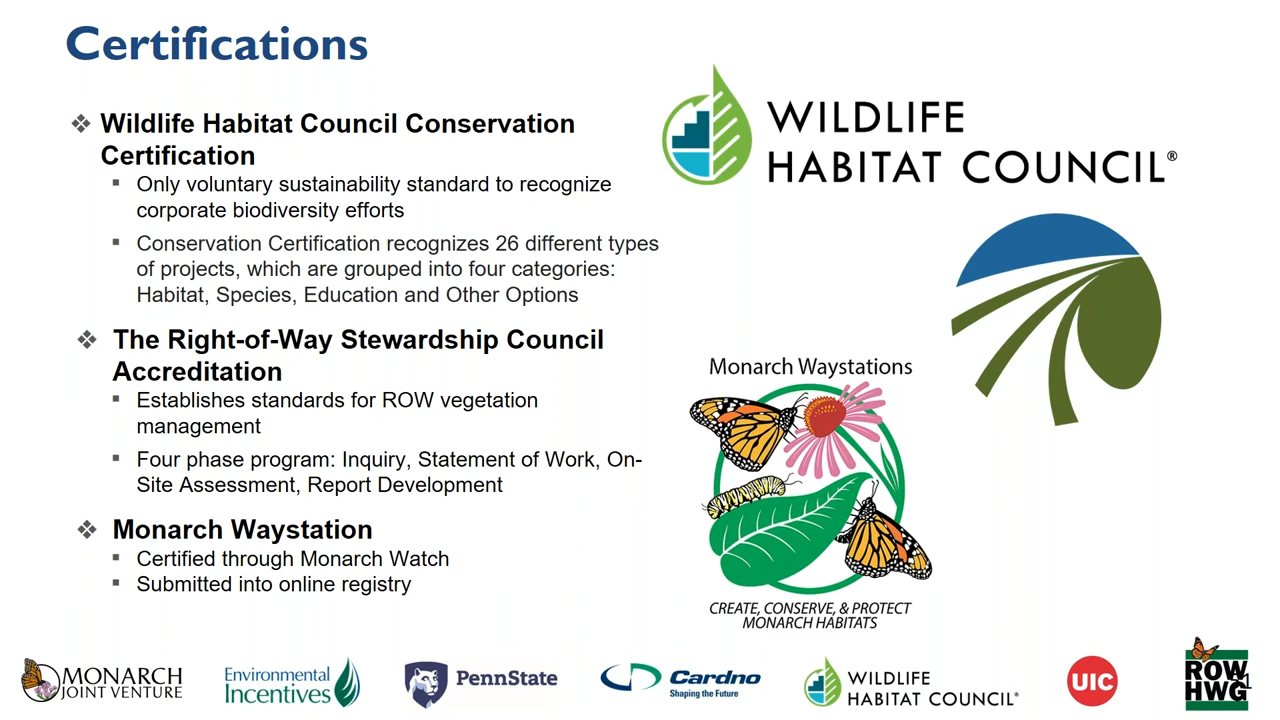 Certifications
❖ Wildlife Habitat Council Conservation
Certification
▪ Only voluntary sustainability standard to recognize
corporate biodiversity efforts
▪ Conservation Certification recognizes 26 different types
of projects, which are grouped into four categories:
Habitat, Species, Education and Other Options
❖ The Right-of-Way Stewardship Council
Accreditation
▪ Establishes standards for ROW vegetation
management
▪ Four phase program: Inquiry, Statement of Work, On-
Site Assessment, Report Development
❖ Monarch Waystation
▪ Certified through Monarch Watch
▪ Submitted into online registry
WILDLIFE
HABITAT COUNCIL®
Monarch Waystations
CREATE, CONSERVE, & PROTECT
MONARCH HABITATS
MONARCH
JOINT VENTURE
Environmental
Incentives
PennState
Cardno
Shaping the Future
WILDLIFE
HABITAT COUNCIL®
UIC
ROW
HWG